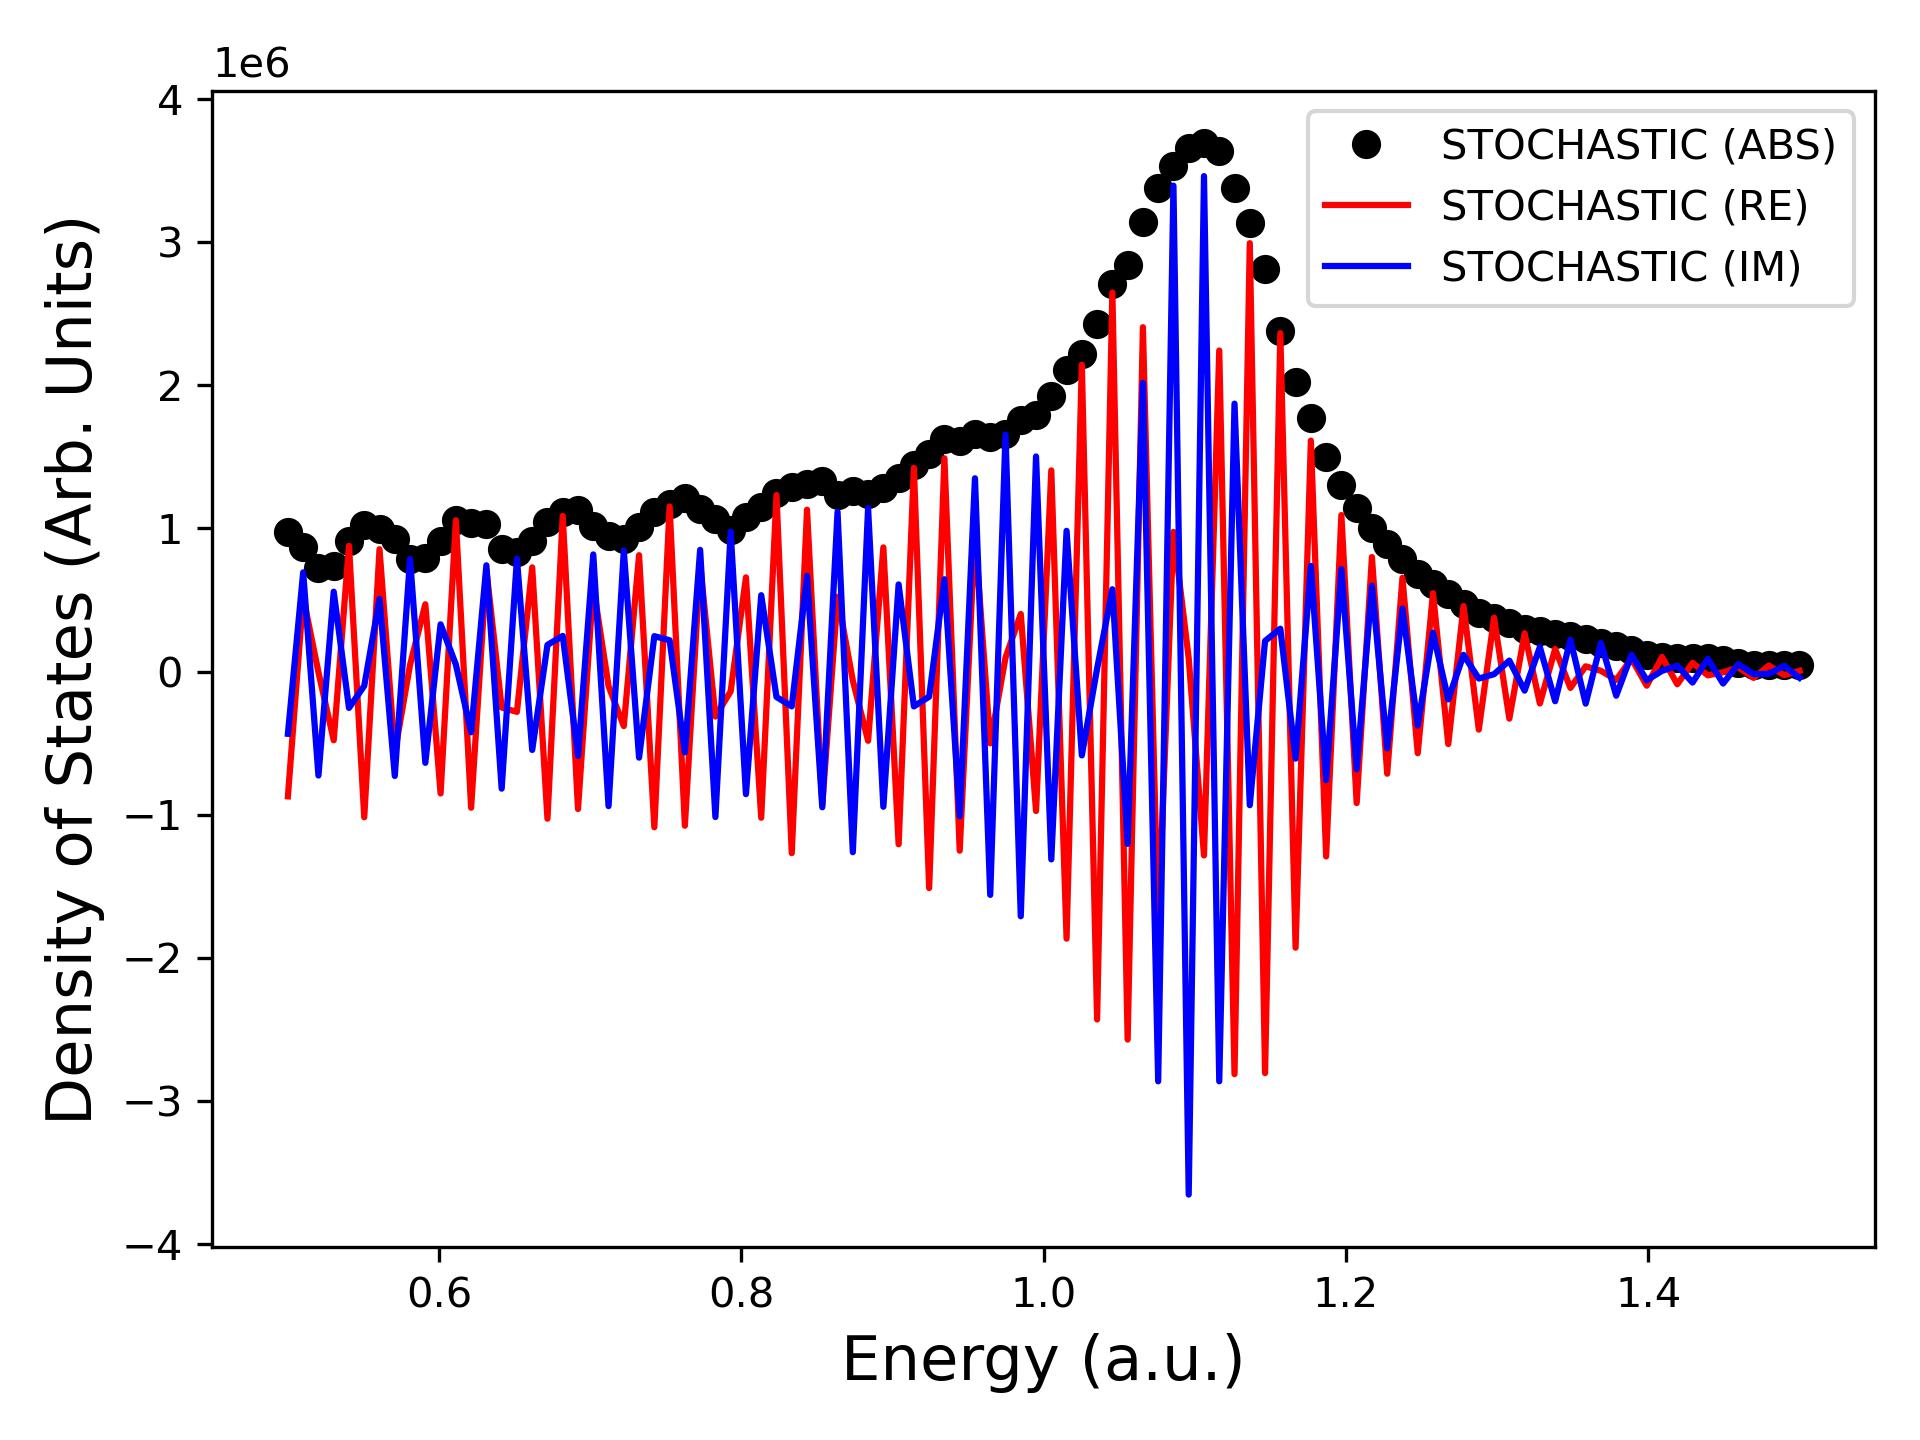 1e6
4
3
2
1
0
−1
−2
−3
−4
Density of States (Arb. Units)
STOCHASTIC (ABS)
STOCHASTIC (RE)
STOCHASTIC (IM)
0.6 0.8 1.0 1.2 1.4
Energy (a.u.)